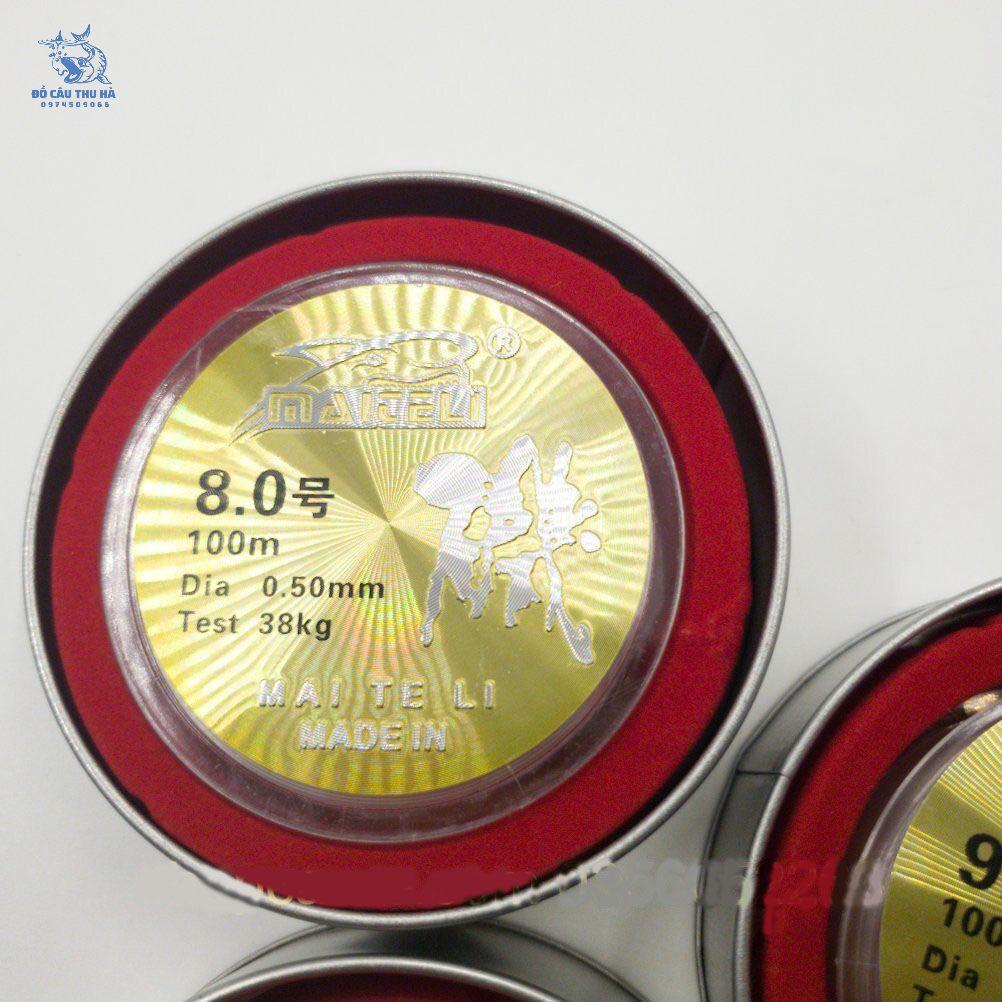 ĐỒ CÂU THU HÀ
0974509066
MAITELI®
8.0号
100m
Dia 0.50mm
Test 38kg
MAI TE LI
MADE IN
9
100
Dia